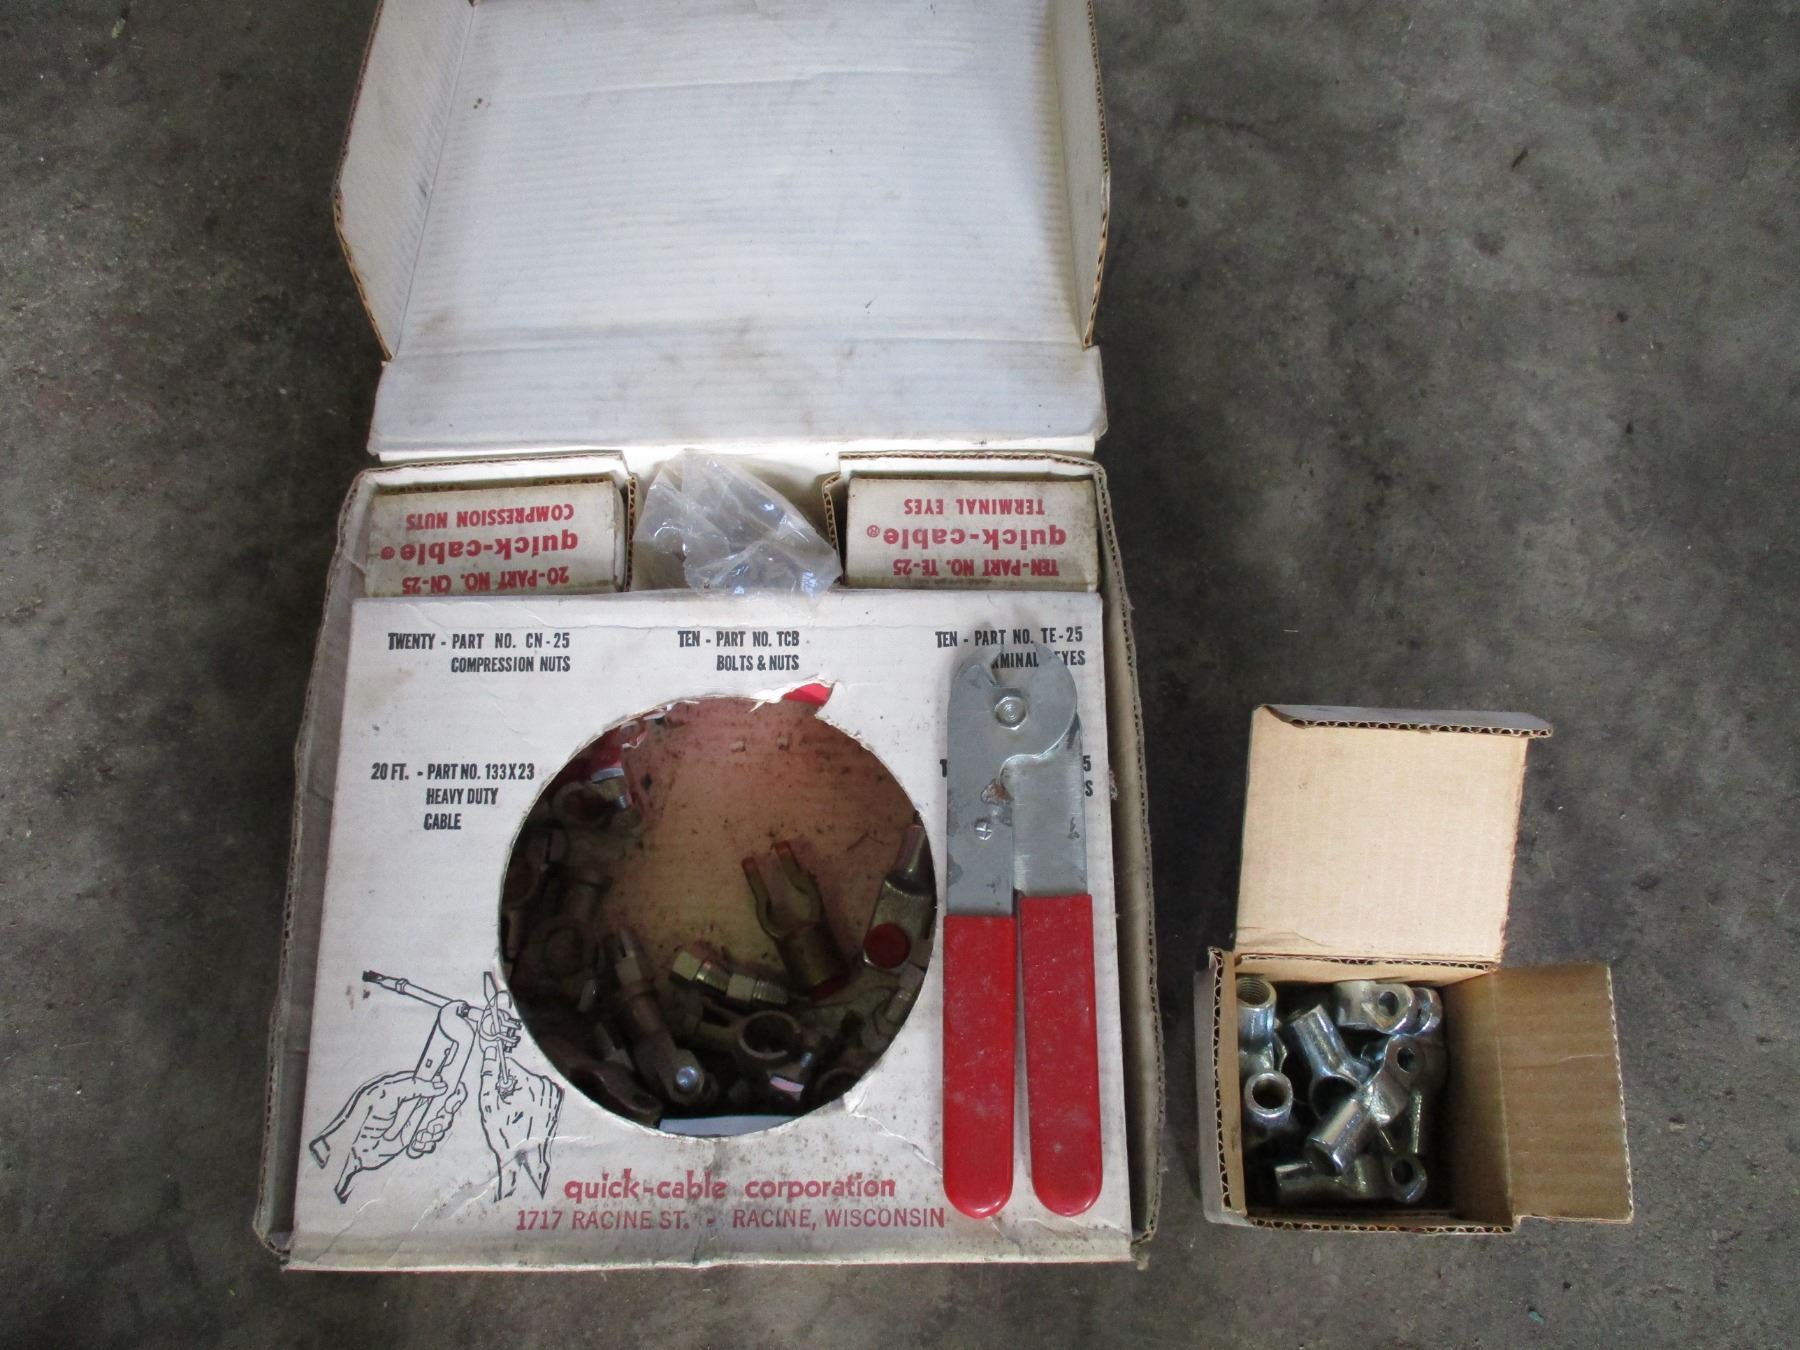 COMPRESSION NUTS
quick-cable®
20-PART NO. CN-25
TERMINAL EYES
quick-cable®
TEN-PART NO. TE-25
TWENTY - PART NO. CN-25
COMPRESSION NUTS
TEN - PART NO. TCB
BOLTS & NUTS
TEN - PART NO. TE-25
EYES
20 FT. - PART NO. 133X23
HEAVY DUTY
CABLE
quick-cable corporation
1717 RACINE ST. - RACINE, WISCONSIN